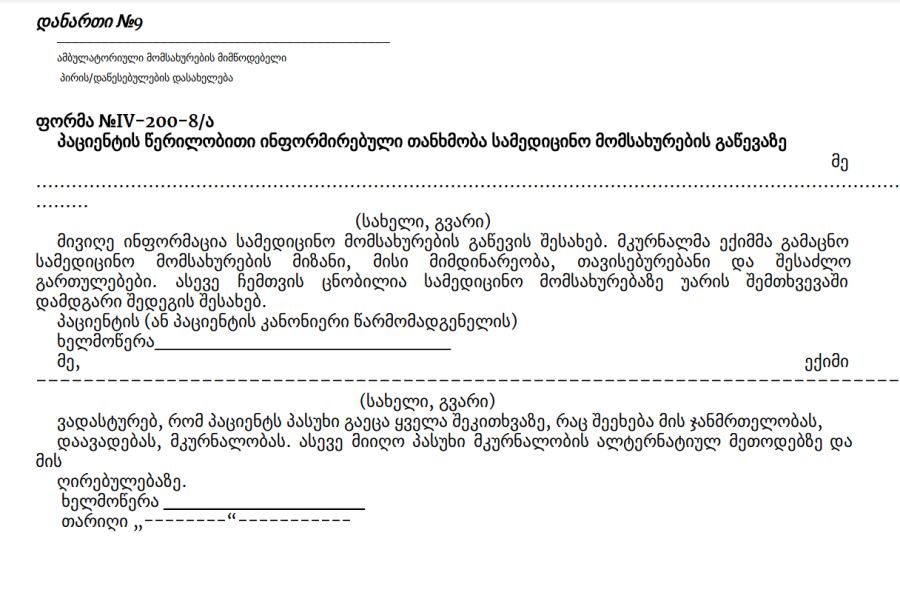 დანართი №9
_______________________________________________
ამბულატორიული მომსახურების მიმწოდებელი
პირის/დაწესებულების დასახელება
ფორმა №IV–200–8/ა
პაციენტის წერილობითი ინფორმირებული თანხმობა სამედიცინო მომსახურების გაწევაზე
მე
....................................................................................................................................................
.........
(სახელი, გვარი)
მივიღე ინფორმაცია სამედიცინო მომსახურების გაწევის შესახებ. მკურნალმა ექიმმა გამაცნო
სამედიცინო მომსახურების მიზანი, მისი მიმდინარეობა, თავისებურებანი და შესაძლო
გართულებები. ასევე ჩემთვის ცნობილია სამედიცინო მომსახურებაზე უარის შემთხვევაში
დამდგარი შედეგის შესახებ.
პაციენტის (ან პაციენტის კანონიერი წარმომადგენელის)
ხელმოწერა_________________________________
მე, ექიმი
–––––––––––––––––––––––––––––––––––––––––––––––––––––––––––––––––––––––––––
(სახელი, გვარი)
ვადასტურებ, რომ პაციენტს პასუხი გაეცა ყველა შეკითხვაზე, რაც შეეხება მის ჯანმრთელობას,
დაავადებას, მკურნალობას. ასევე მიიღო პასუხი მკურნალობის ალტერნატიულ მეთოდებზე და
მის
ღირებულებაზე.
ხელმოწერა ______________________
თარიღი „––––––––“–––––––––––